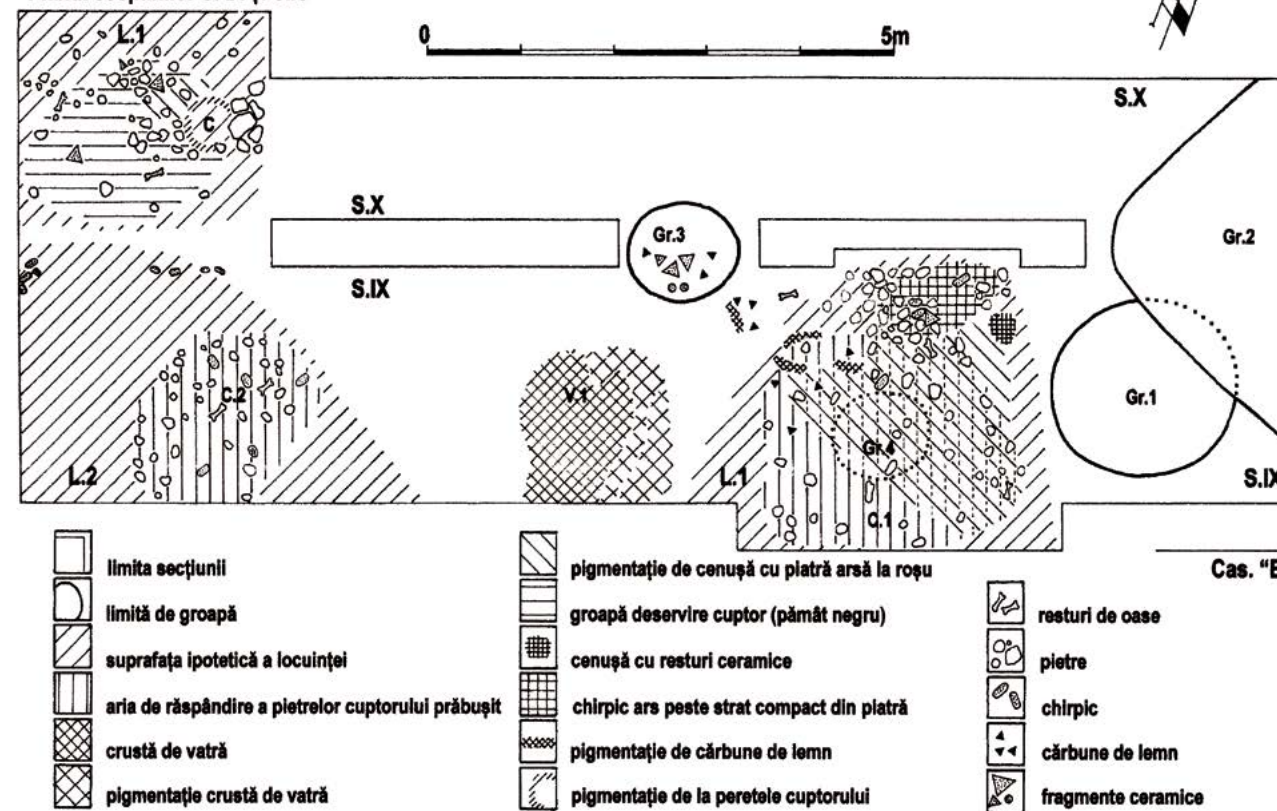 L.1
0 5m
S.X
C
S.X
Gr.3
Gr.2
S.IX
V.1
C.2
Gr.1
Gr.4
L.2
L.1
S.IX
C.1
Cas. "E
limita secțiunii
limită de groapă
suprafața ipotetică a locuinței
aria de răspândire a pietrelor cuptorului prăbușit
crustă de vatră
pigmentație crustă de vatră
pigmentație de cenușă cu piatră arsă la roșu
groapă deservire cuptor (pământ negru)
cenușă cu resturi ceramice
chirpic ars peste strat compact din piatră
pigmentație de cărbune de lemn
pigmentație de la peretele cuptorului
resturi de oase
pietre
chirpic
cărbune de lemn
fragmente ceramice